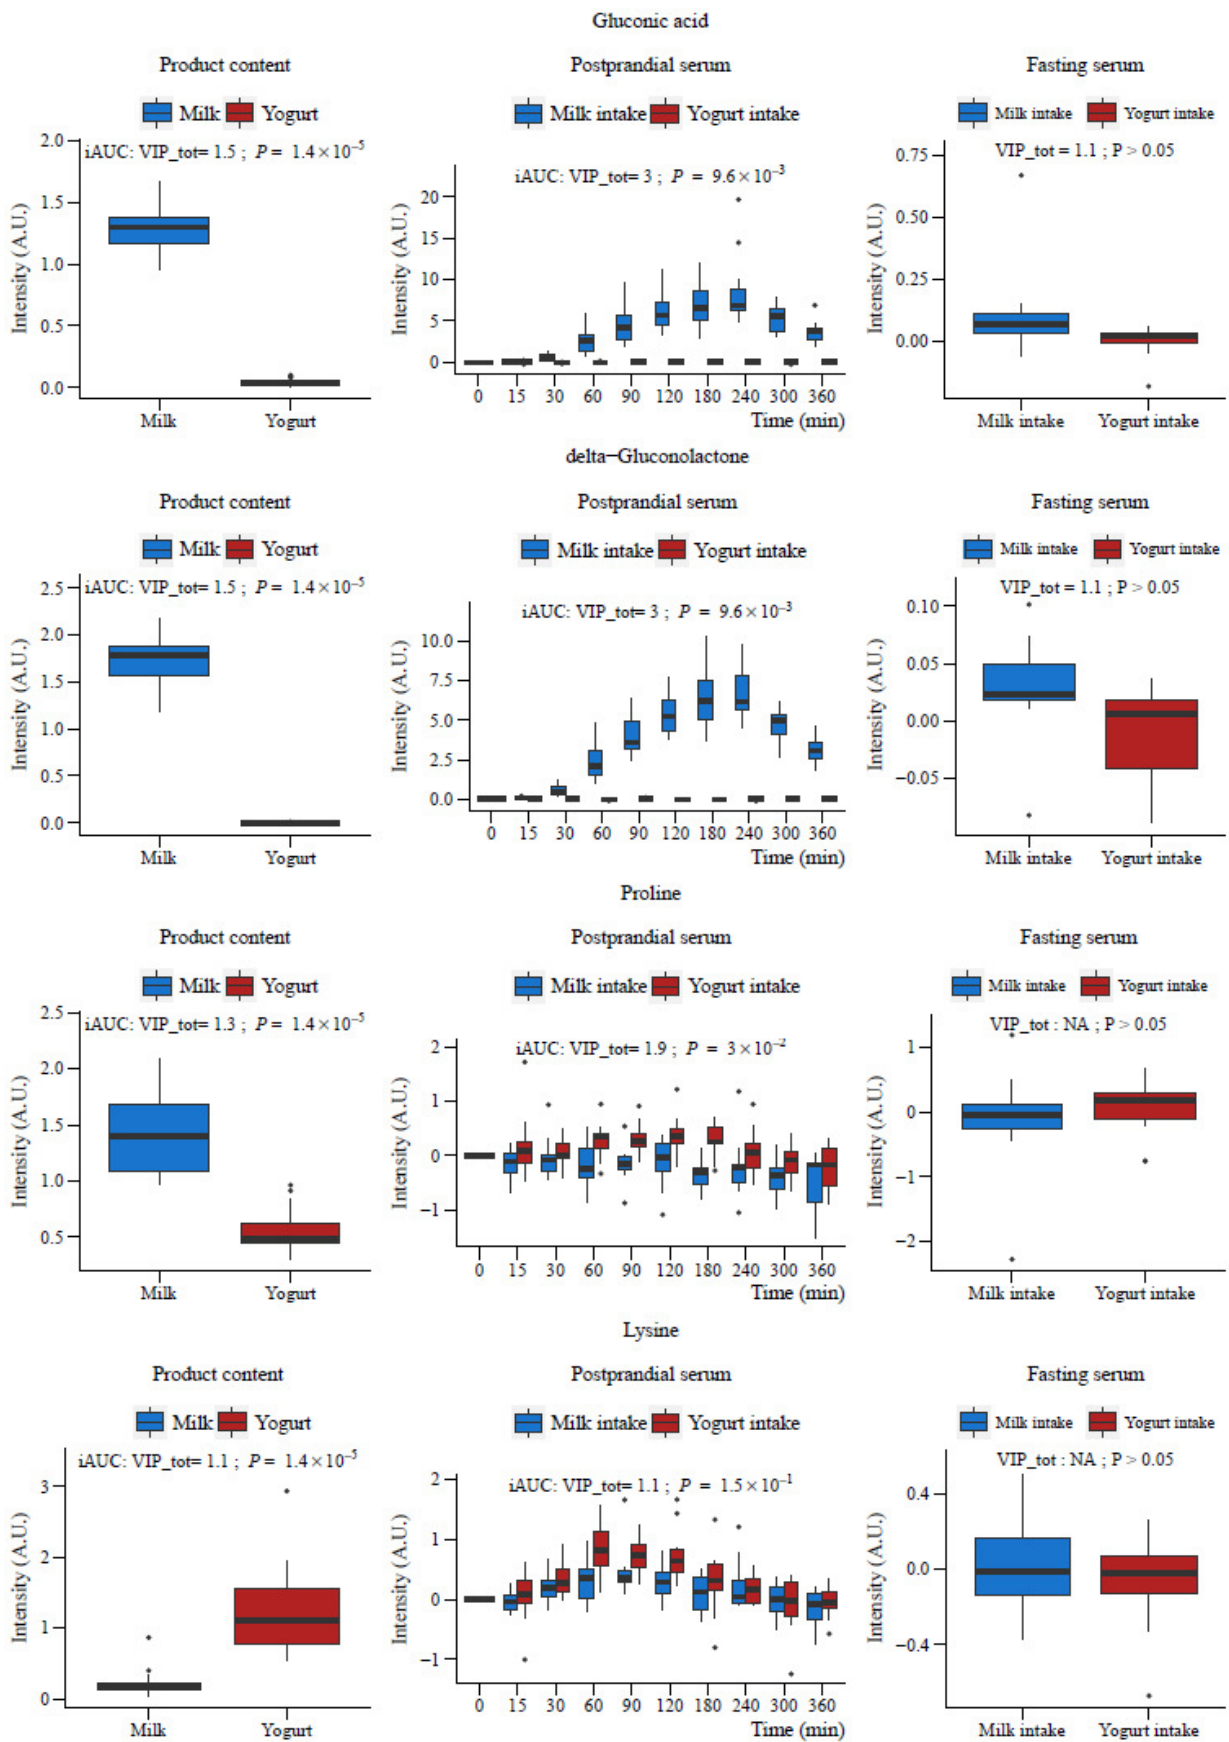 Gluconic acid
Product content Postprandial serum Fasting serum
Milk Yogurt Milk intake Yogurt intake Milk intake Yogurt intake
iAUC: VIP_tot= 1.5 ; P = 1.4×10⁻⁵
iAUC: VIP_tot= 3 ; P = 9.6×10⁻³
VIP_tot = 1.1 ; P > 0.05
Intensity (A.U.)
2.0
1.5
1.0
0.5
0.0
Milk Yogurt
Intensity (A.U.)
20
15
10
5
0
0 15 30 60 90 120 180 240 300 360
Time (min)
Intensity (A.U.)
0.75
0.50
0.25
0.00
Milk intake Yogurt intake
delta−Gluconolactone
Product content Postprandial serum Fasting serum
Milk Yogurt Milk intake Yogurt intake Milk intake Yogurt intake
iAUC: VIP_tot= 1.5 ; P = 1.4×10⁻⁵
iAUC: VIP_tot= 3 ; P = 9.6×10⁻³
VIP_tot = 1.1 ; P > 0.05
Intensity (A.U.)
2.5
2.0
1.5
1.0
0.5
0.0
Milk Yogurt
Intensity (A.U.)
10.0
7.5
5.0
2.5
0.0
0 15 30 60 90 120 180 240 300 360
Time (min)
Intensity (A.U.)
0.10
0.05
0.00
−0.05
Milk intake Yogurt intake
Proline
Product content Postprandial serum Fasting serum
Milk Yogurt Milk intake Yogurt intake Milk intake Yogurt intake
iAUC: VIP_tot= 1.3 ; P = 1.4×10⁻⁵
iAUC: VIP_tot= 1.9 ; P = 3×10⁻²
VIP_tot : NA ; P > 0.05
Intensity (A.U.)
2.5
2.0
1.5
1.0
0.5
Milk Yogurt
Intensity (A.U.)
2
1
0
−1
0 15 30 60 90 120 180 240 300 360
Time (min)
Intensity (A.U.)
1
0
−1
−2
Milk intake Yogurt intake
Lysine
Product content Postprandial serum Fasting serum
Milk Yogurt Milk intake Yogurt intake Milk intake Yogurt intake
iAUC: VIP_tot= 1.1 ; P = 1.4×10⁻⁵
iAUC: VIP_tot= 1.1 ; P = 1.5×10⁻¹
VIP_tot : NA ; P > 0.05
Intensity (A.U.)
3
2
1
0
Milk Yogurt
Intensity (A.U.)
2
1
0
−1
0 15 30 60 90 120 180 240 300 360
Time (min)
Intensity (A.U.)
0.4
0.0
−0.4
Milk intake Yogurt intake